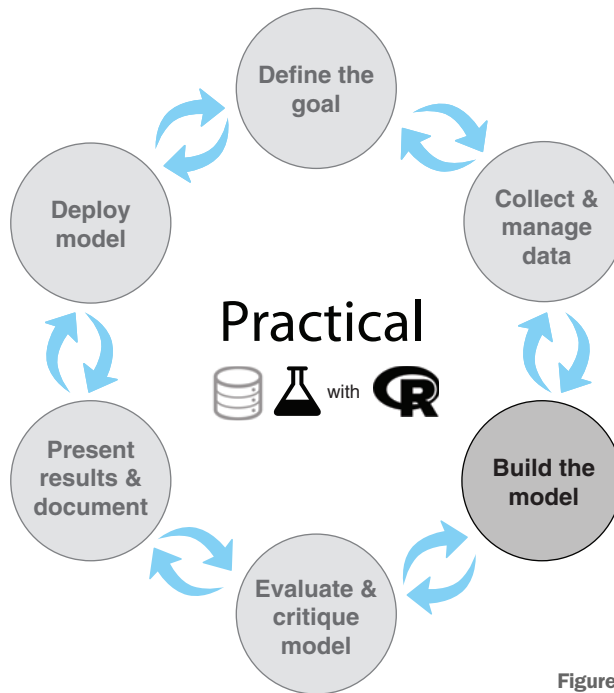 Define the
goal
Deploy
model
Collect &
manage
data
Practical
with R
Present
results &
document
Build the
model
Evaluate &
critique
model
Figure